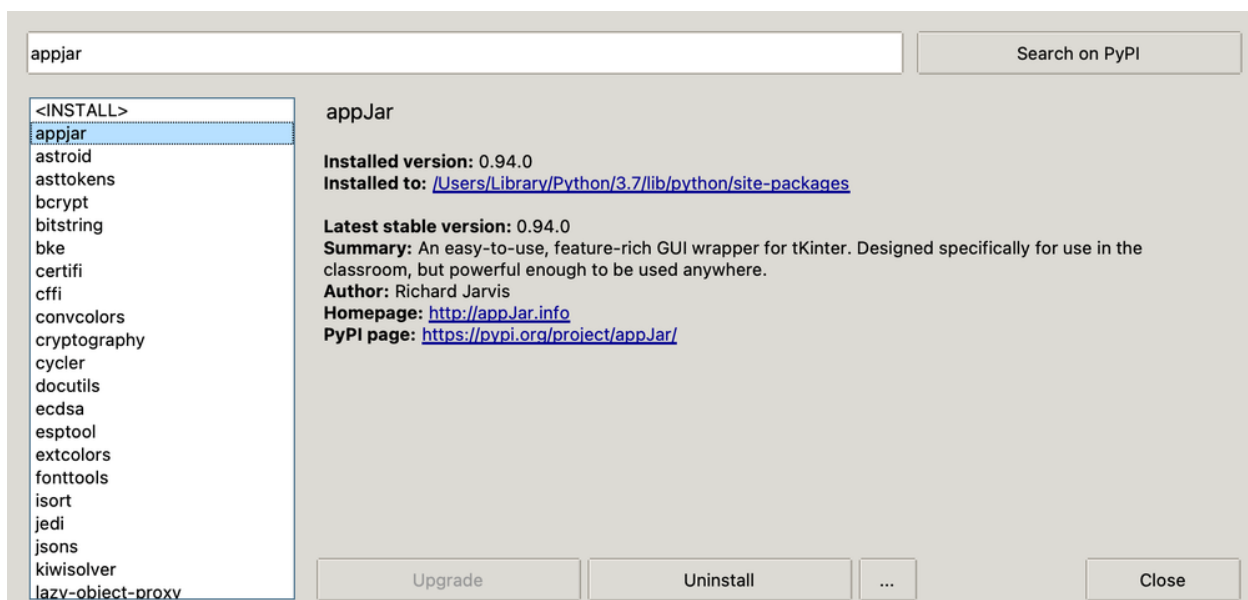 appjar
Search on PyPI
<INSTALL>
appjar
astroid
asttokens
bcrypt
bitstring
bke
certifi
cffi
convcolors
cryptography
cycler
docutils
ecdsa
esptool
extcolors
fonttools
isort
jedi
jsons
kiwisolver
lazy-object-proxy
appJar
Installed version: 0.94.0
Installed to: /Users/Library/Python/3.7/lib/python/site-packages
Latest stable version: 0.94.0
Summary: An easy-to-use, feature-rich GUI wrapper for tKinter. Designed specifically for use in the
classroom, but powerful enough to be used anywhere.
Author: Richard Jarvis
Homepage: http://appJar.info
PyPI page: https://pypi.org/project/appJar/
Upgrade
Uninstall
...
Close